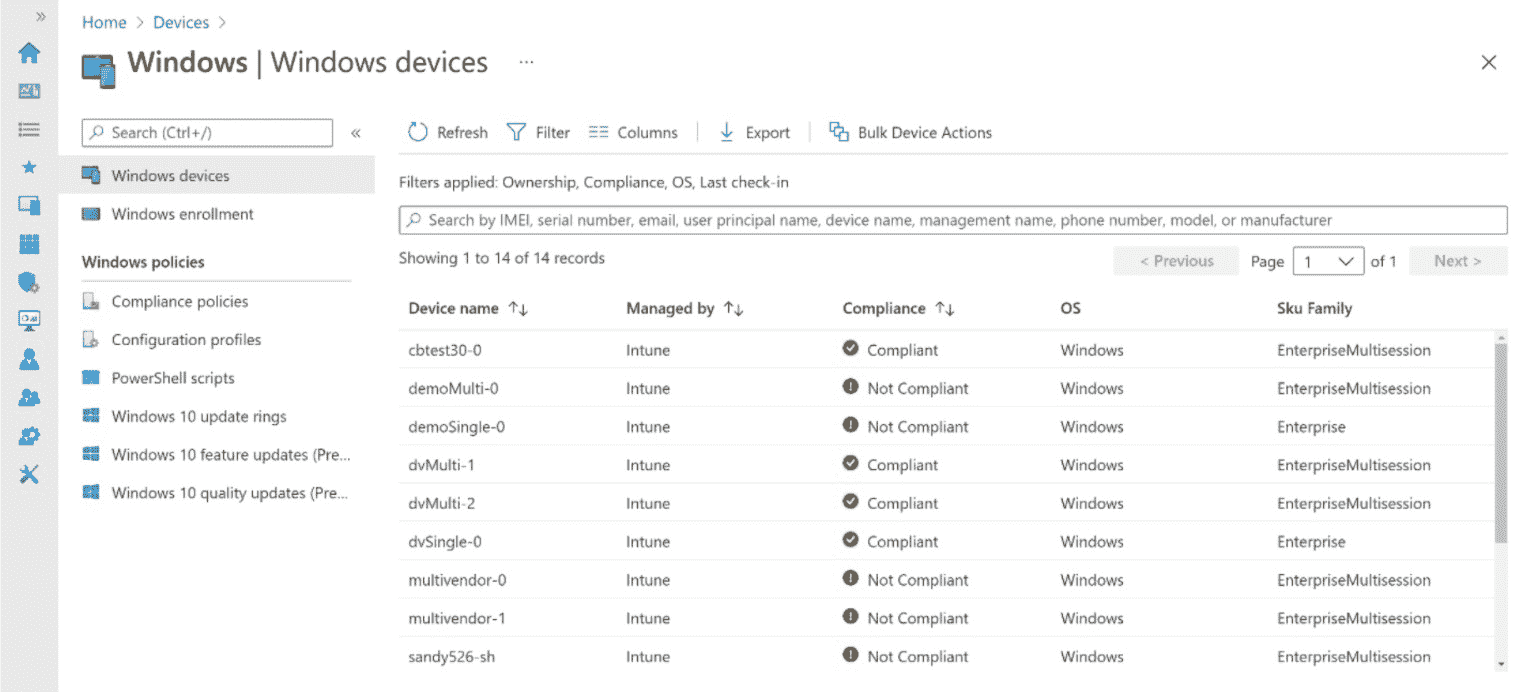 Home > Devices >
Windows | Windows devices ...
Search (Ctrl+/)
Windows devices
Windows enrollment
Windows policies
Compliance policies
Configuration profiles
PowerShell scripts
Windows 10 update rings
Windows 10 feature updates (Pre...
Windows 10 quality updates (Pre...
Refresh Filter Columns Export Bulk Device Actions
Filters applied: Ownership, Compliance, OS, Last check-in
Search by IMEI, serial number, email, user principal name, device name, management name, phone number, model, or manufacturer
Showing 1 to 14 of 14 records
< Previous Page 1 of 1 Next >
Device name Managed by Compliance OS Sku Family
cbtest30-0 Intune Compliant Windows EnterpriseMultisession
demoMulti-0 Intune Not Compliant Windows EnterpriseMultisession
demoSingle-0 Intune Not Compliant Windows Enterprise
dvMulti-1 Intune Compliant Windows EnterpriseMultisession
dvMulti-2 Intune Compliant Windows EnterpriseMultisession
dvSingle-0 Intune Compliant Windows Enterprise
multivendor-0 Intune Not Compliant Windows EnterpriseMultisession
multivendor-1 Intune Not Compliant Windows EnterpriseMultisession
sandy526-sh Intune Not Compliant Windows EnterpriseMultisession